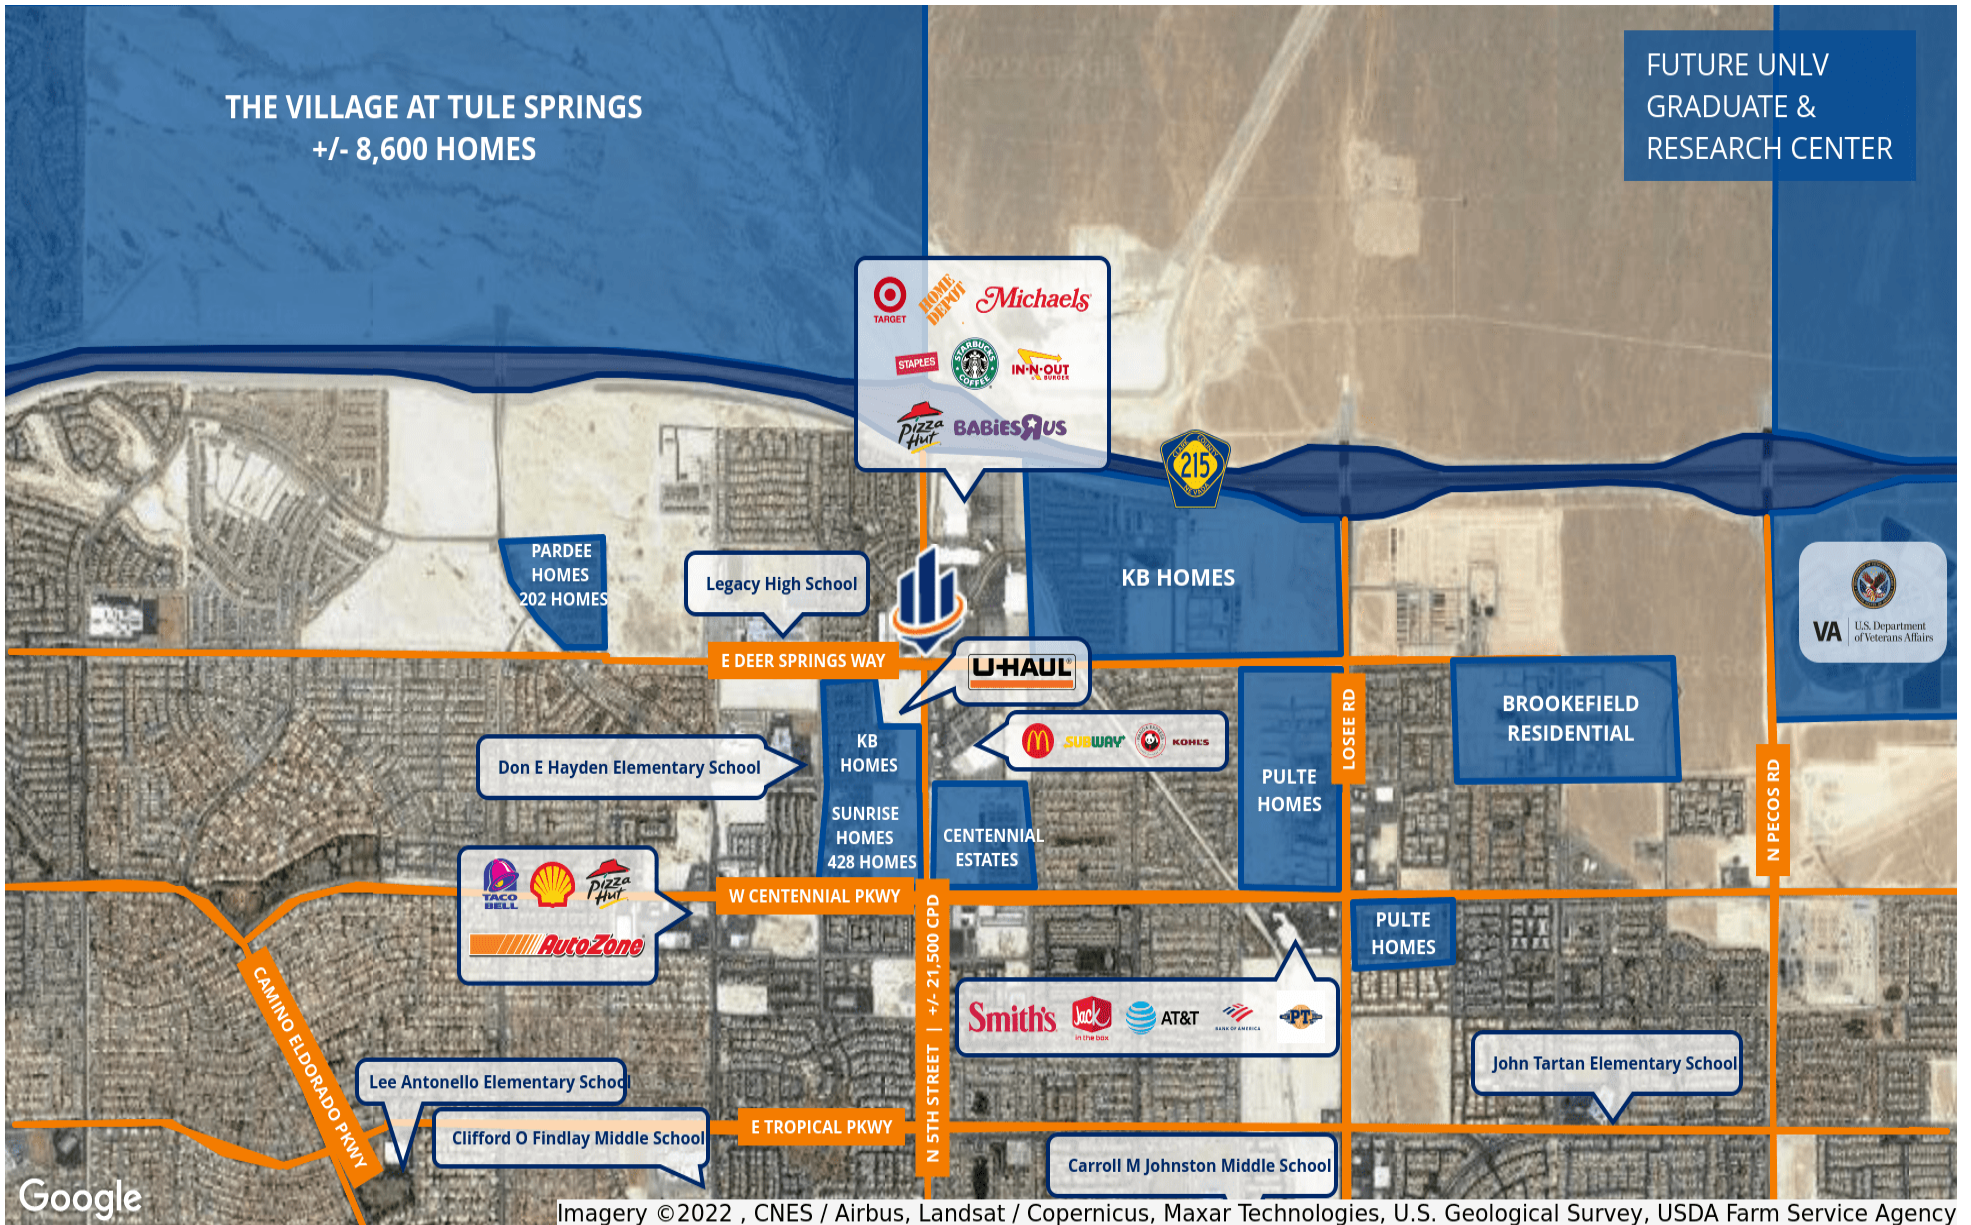 THE VILLAGE AT TULE SPRINGS
+/- 8,600 HOMES
FUTURE UNLV
GRADUATE &
RESEARCH CENTER
TARGET
HOME
DEPOT
Michaels
STAPLES
STARBUCKS
COFFEE
IN-N-OUT
BURGER
Pizza
Hut
BABIESRUS
CLARK COUNTY
215
NEVADA
PARDEE
HOMES
202 HOMES
Legacy High School
KB HOMES
VA
U.S. Department
of Veterans Affairs
E DEER SPRINGS WAY
U-HAUL
LOSEE RD
BROOKEFIELD
RESIDENTIAL
KB
HOMES
SUBWAY
KOHL'S
Don E Hayden Elementary School
PULTE
HOMES
N PECOS RD
SUNRISE
HOMES
428 HOMES
CENTENNIAL
ESTATES
TACO
BELL
Pizza
Hut
AutoZone
W CENTENNIAL PKWY
N 5TH STREET | +/- 21,500 CPD
PULTE
HOMES
CAMINO ELDORADO PKWY
Smith's
Jack
in the box
AT&T
BANK OF AMERICA
PT's
John Tartan Elementary School
Lee Antonello Elementary School
E TROPICAL PKWY
Clifford O Findlay Middle School
Carroll M Johnston Middle School
Google
Imagery ©2022 , CNES / Airbus, Landsat / Copernicus, Maxar Technologies, U.S. Geological Survey, USDA Farm Service Agency